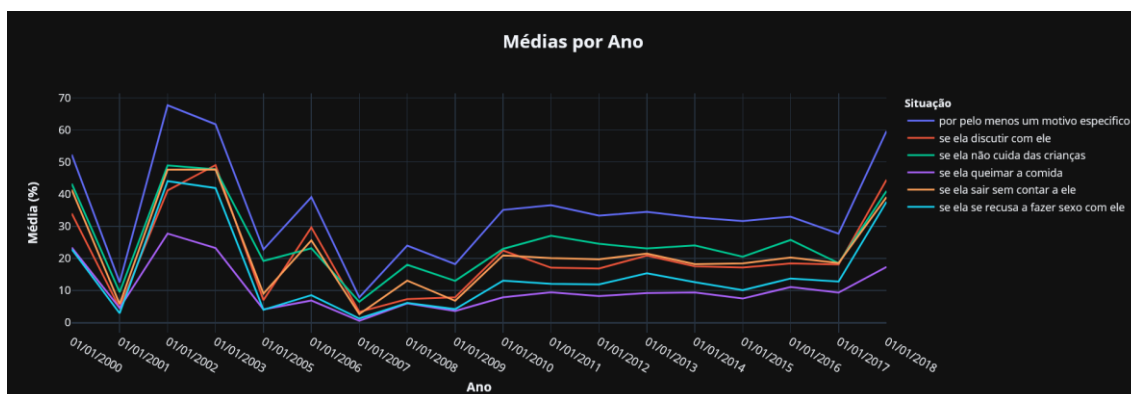 Médias por Ano
Média (%)
70
60
50
40
30
20
10
0
01/01/2000
01/01/2001
01/01/2002
01/01/2003
01/01/2005
01/01/2006
01/01/2007
01/01/2008
01/01/2009
01/01/2010
01/01/2011
01/01/2012
01/01/2013
01/01/2014
01/01/2015
01/01/2016
01/01/2017
01/01/2018
Ano
Situação
por pelo menos um motivo especifico
se ela discutir com ele
se ela não cuida das crianças
se ela queimar a comida
se ela sair sem contar a ele
se ela se recusa a fazer sexo com ele